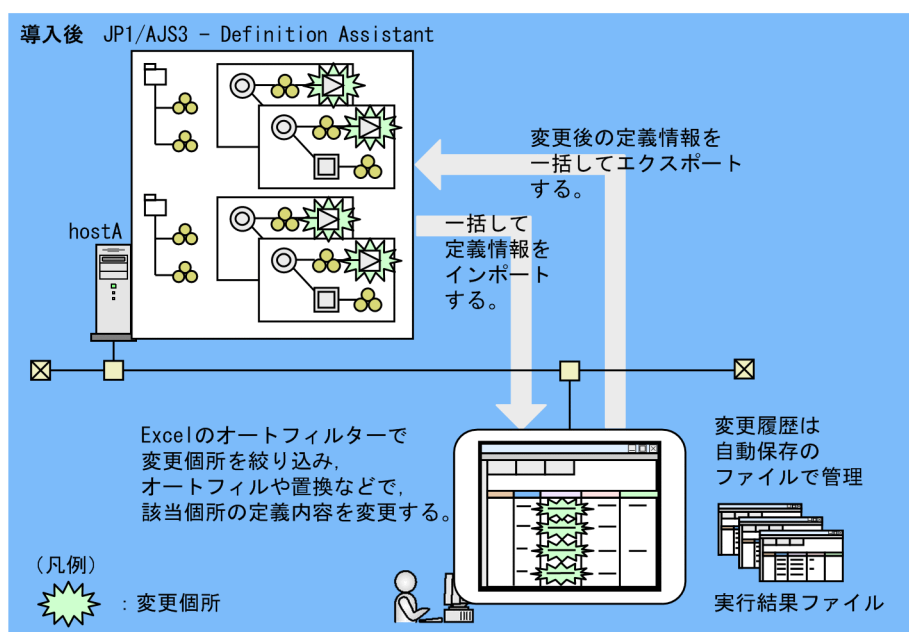 導入後 JP1/AJS3 - Definition Assistant
変更後の定義情報を
一括してエクスポート
する。
hostA
一括して
定義情報を
インポート
する。
Excelのオートフィルターで
変更個所を絞り込み,
オートフィルや置換などで,
該当個所の定義内容を変更する。
変更履歴は
自動保存の
ファイルで管理
実行結果ファイル
(凡例)
：変更個所